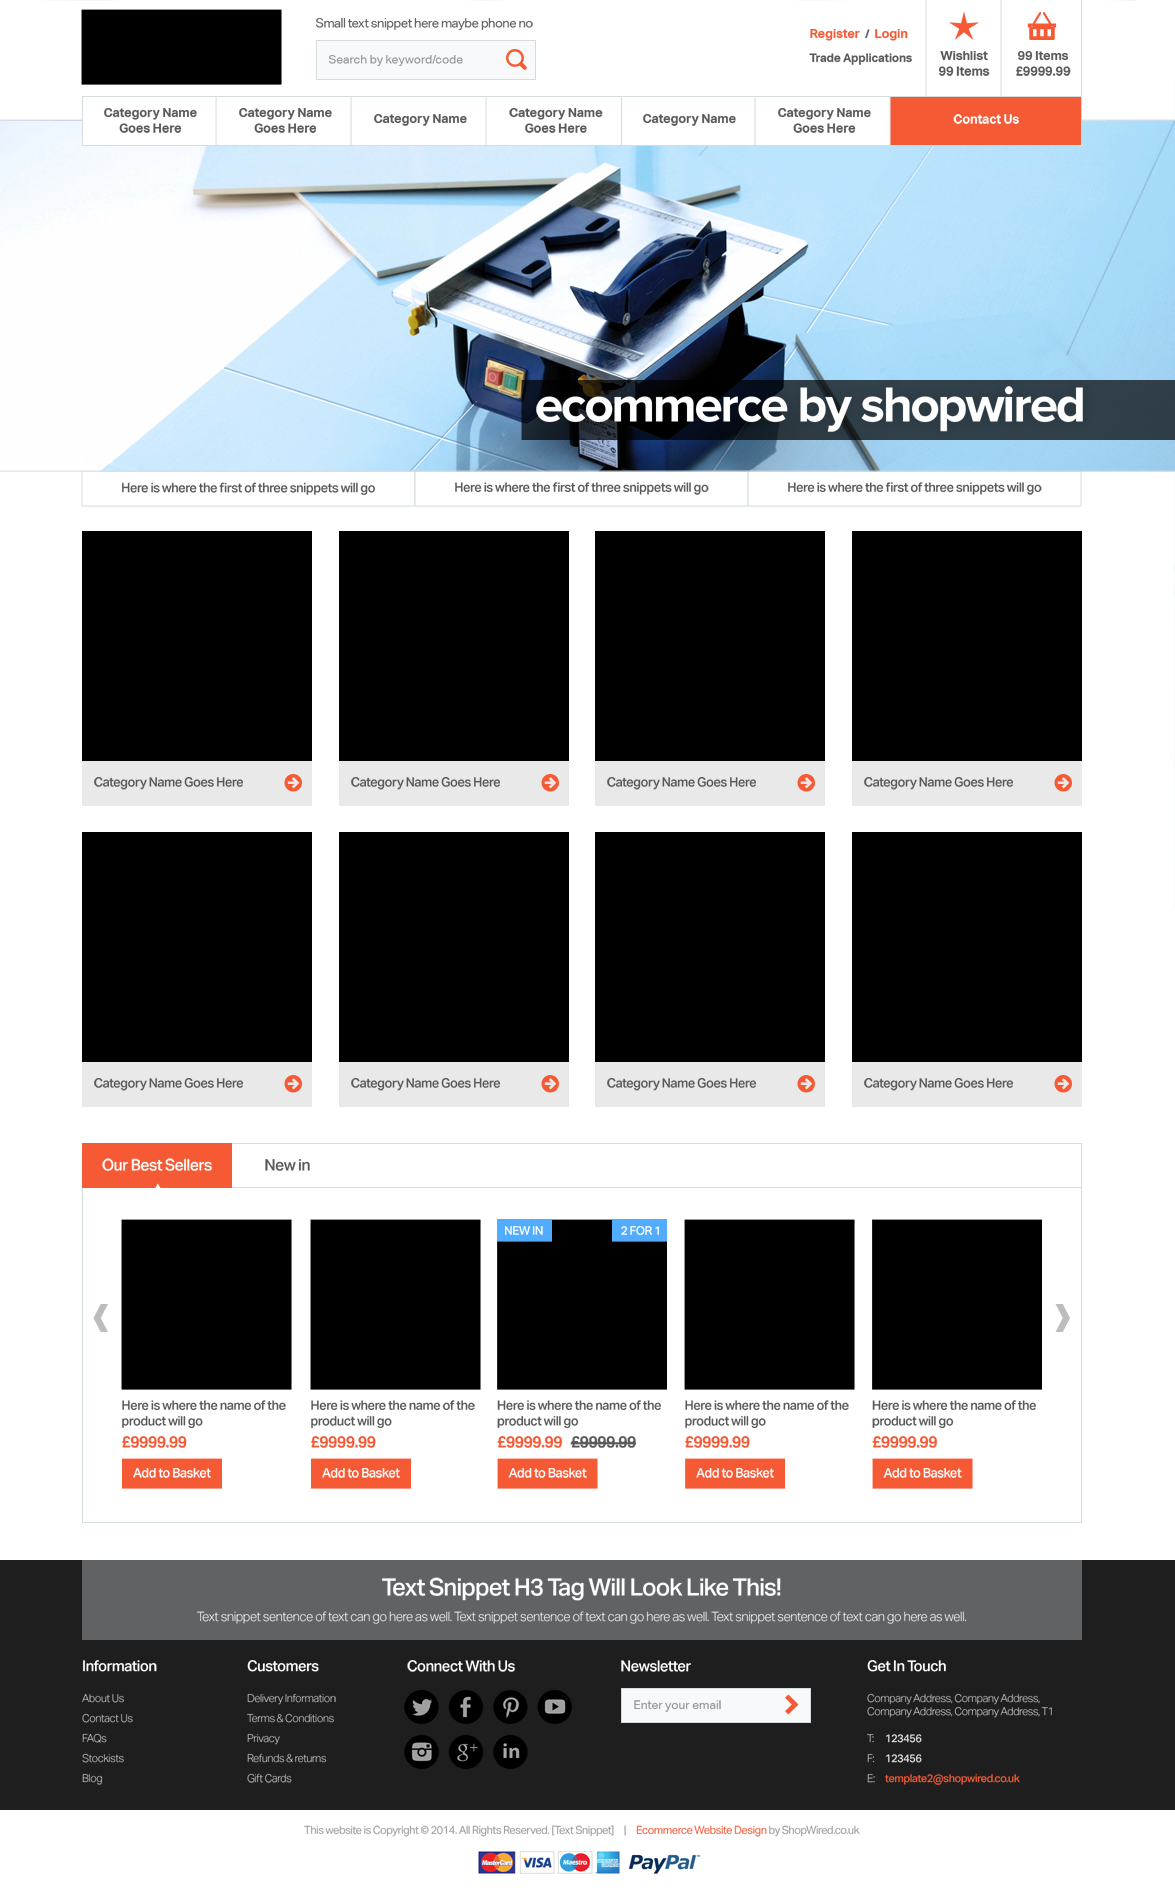 Small text snippet here maybe phone no
Search by keyword/code
Register / Login
Trade Applications
Wishlist
99 Items
99 Items
£9999.99
Category Name
Goes Here
Category Name
Goes Here
Category Name
Category Name
Goes Here
Category Name
Category Name
Goes Here
Contact Us
ecommerce by shopwired
Here is where the first of three snippets will go
Here is where the first of three snippets will go
Here is where the first of three snippets will go
Category Name Goes Here
Category Name Goes Here
Category Name Goes Here
Category Name Goes Here
Category Name Goes Here
Category Name Goes Here
Category Name Goes Here
Category Name Goes Here
Our Best Sellers
New in
NEW IN
2 FOR 1
Here is where the name of the
product will go
£9999.99
Add to Basket
Here is where the name of the
product will go
£9999.99
Add to Basket
Here is where the name of the
product will go
£9999.99 £9999.99
Add to Basket
Here is where the name of the
product will go
£9999.99
Add to Basket
Here is where the name of the
product will go
£9999.99
Add to Basket
Text Snippet H3 Tag Will Look Like This!
Text snippet sentence of text can go here as well. Text snippet sentence of text can go here as well. Text snippet sentence of text can go here as well.
Information
About Us
Contact Us
FAQs
Stockists
Blog
Customers
Delivery Information
Terms & Conditions
Privacy
Refunds & returns
Gift Cards
Connect With Us
Newsletter
Enter your email
Get In Touch
Company Address, Company Address,
Company Address, Company Address, T1
T: 123456
F: 123456
E: template2@shopwired.co.uk
This website is Copyright © 2014. All Rights Reserved. [Text Snippet] | Ecommerce Website Design by ShopWired.co.uk
MasterCard VISA Maestro PayPal